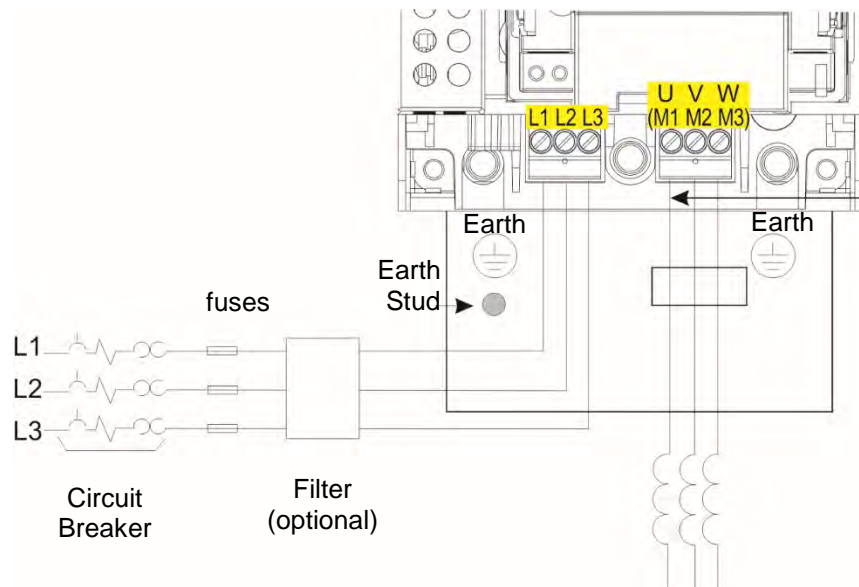 U V W
L1 L2 L3
(M1 M2 M3)
Earth
Earth
Earth
Stud
fuses
L1
L2
L3
Circuit
Breaker
Filter
(optional)